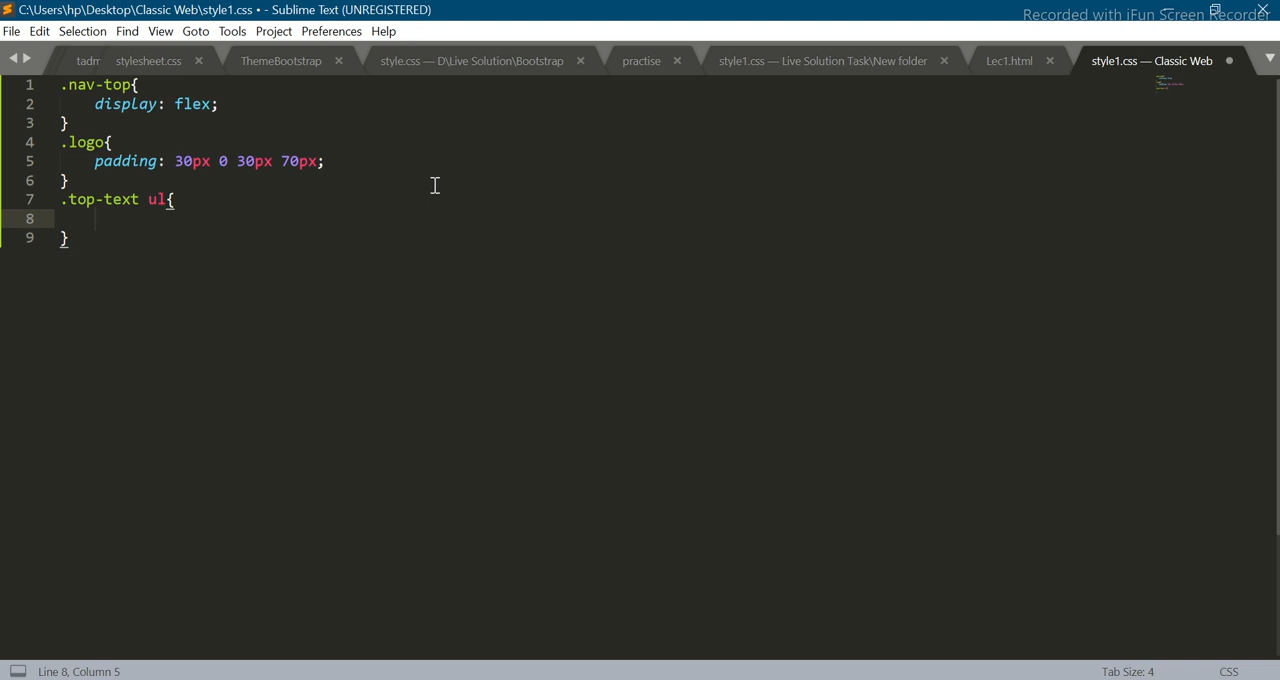 C:\Users\hp\Desktop\Classic Web\style1.css • - Sublime Text (UNREGISTERED)
Recorded with iFun Screen Recorder
File Edit Selection Find View Goto Tools Project Preferences Help
tadm stylesheet.css ThemeBootstrap style.css — D\Live Solution\Bootstrap practise style1.css — Live Solution Task\New folder Lec1.html style1.css — Classic Web
1 .nav-top{
2 display: flex;
3 }
4 .logo{
5 padding: 30px 0 30px 70px;
6 }
7 .top-text ul{
8
9 }
Line 8, Column 5 Tab Size: 4 CSS